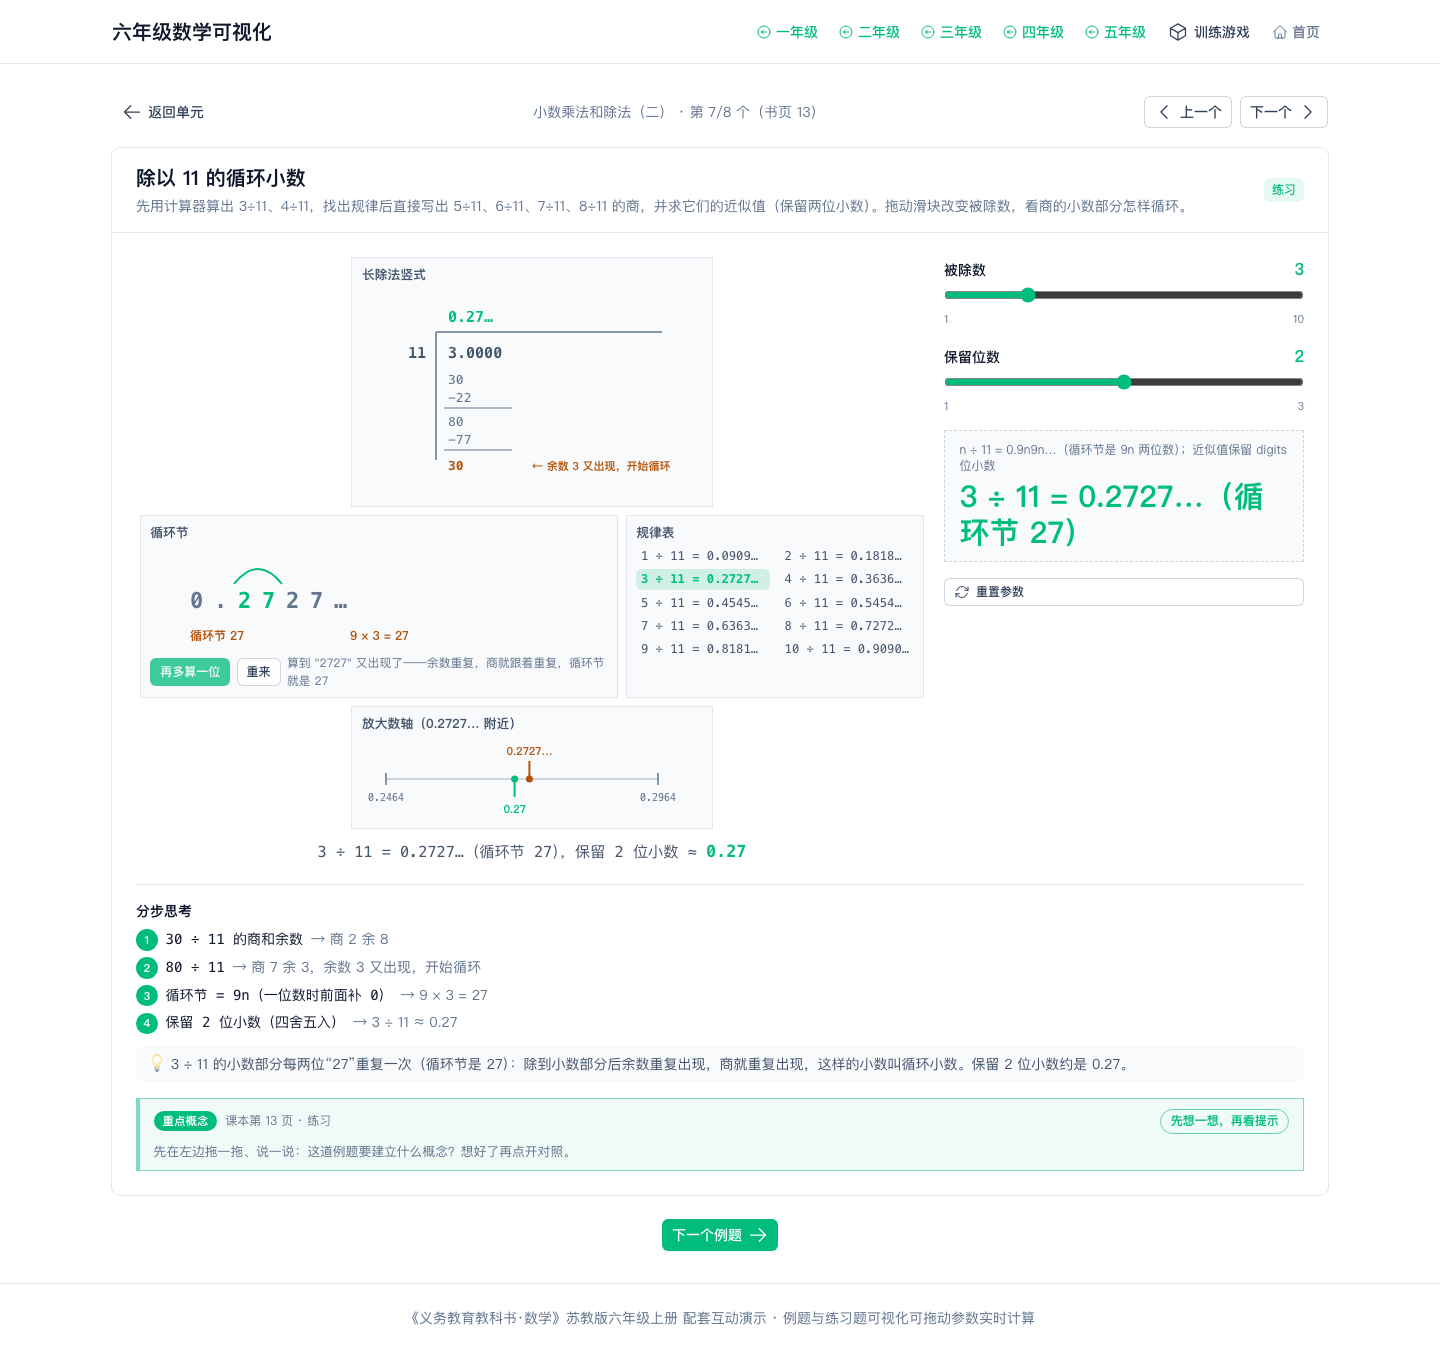 六年级数学可视化
一年级 二年级 三年级 四年级 五年级 训练游戏 首页
返回单元 小数乘法和除法（二） · 第 7/8 个（书页 13） 上一个 下一个
除以 11 的循环小数
先用计算器算出 3÷11、4÷11，找出规律后直接写出 5÷11、6÷11、7÷11、8÷11 的商，并求它们的近似值（保留两位小数）。拖动滑块改变被除数，看商的小数部分怎样循环。
练习
长除法竖式
0.27…
11 3.0000
30
−22
80
−77
30 ← 余数 3 又出现，开始循环
循环节
0.2727…
循环节 27 9 × 3 = 27
再多算一位 重来 算到 "2727" 又出现了——余数重复，商就跟着重复，循环节
就是 27
规律表
1 ÷ 11 = 0.0909… 2 ÷ 11 = 0.1818…
3 ÷ 11 = 0.2727… 4 ÷ 11 = 0.3636…
5 ÷ 11 = 0.4545… 6 ÷ 11 = 0.5454…
7 ÷ 11 = 0.6363… 8 ÷ 11 = 0.7272…
9 ÷ 11 = 0.8181… 10 ÷ 11 = 0.9090…
放大数轴（0.2727… 附近）
0.2727…
0.2464 0.2964
0.27
3 ÷ 11 = 0.2727…（循环节 27），保留 2 位小数 ≈ 0.27
被除数 3
1 10
保留位数 2
1 3
n ÷ 11 = 0.9n9n…（循环节是 9n 两位数）；近似值保留 digits
位小数
3 ÷ 11 = 0.2727…（循
环节 27）
重置参数
分步思考
1 30 ÷ 11 的商和余数 → 商 2 余 8
2 80 ÷ 11 → 商 7 余 3，余数 3 又出现，开始循环
3 循环节 = 9n（一位数时前面补 0） → 9 × 3 = 27
4 保留 2 位小数（四舍五入） → 3 ÷ 11 ≈ 0.27
3 ÷ 11 的小数部分每两位“27”重复一次（循环节是 27）：除到小数部分后余数重复出现，商就重复出现，这样的小数叫循环小数。保留 2 位小数约是 0.27。
重点概念 课本第 13 页 · 练习 先想一想，再看提示
先在左边拖一拖、说一说：这道例题要建立什么概念？想好了再点开对照。
下一个例题
《义务教育教科书·数学》苏教版六年级上册 配套互动演示 · 例题与练习题可视化可拖动参数实时计算